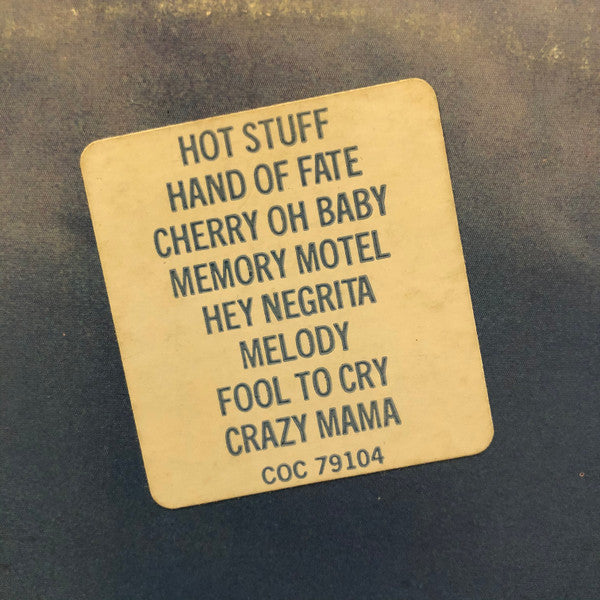 HOT STUFF
HAND OF FATE
CHERRY OH BABY
MEMORY MOTEL
HEY NEGRITA
MELODY
FOOL TO CRY
CRAZY MAMA
COC 79104